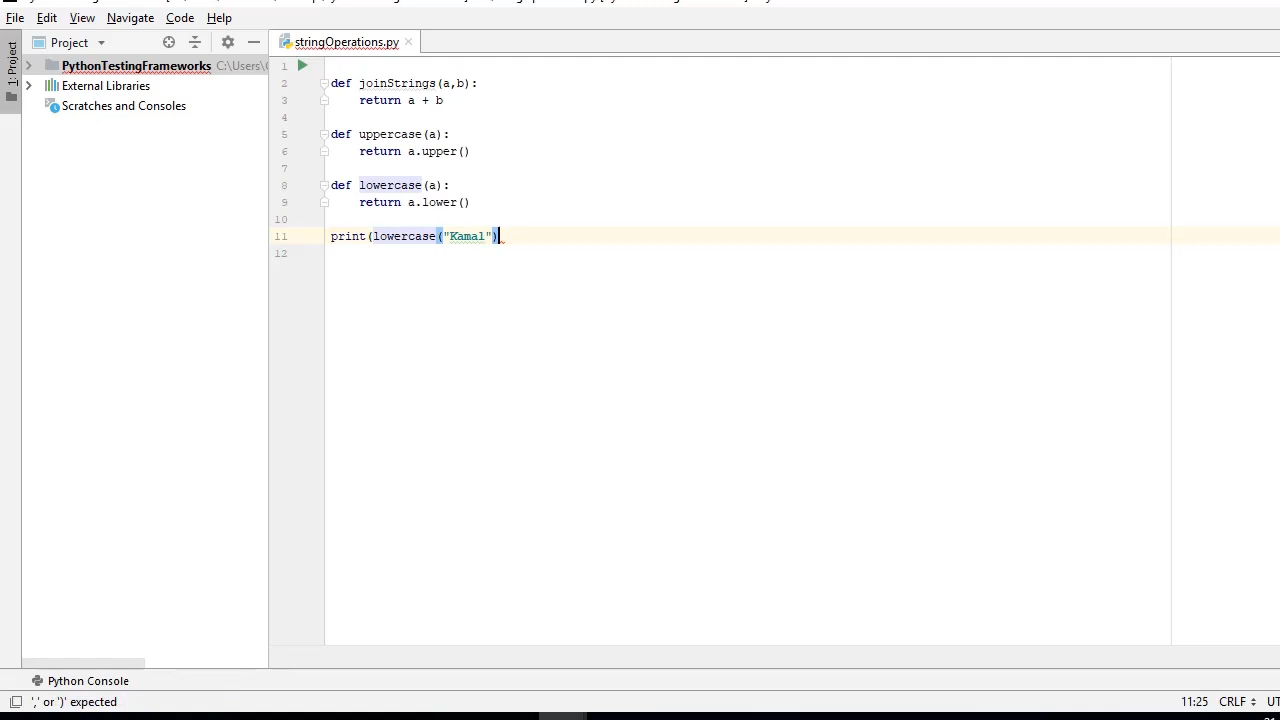 File Edit View Navigate Code Help
Project
stringOperations.py
1: Project
PythonTestingFrameworks C:\Users\
External Libraries
Scratches and Consoles
1
2 def joinStrings(a,b):
3 return a + b
4
5 def uppercase(a):
6 return a.upper()
7
8 def lowercase(a):
9 return a.lower()
10
11 print(lowercase("Kamal")
12
Python Console
',' or ')' expected
11:25 CRLF UT